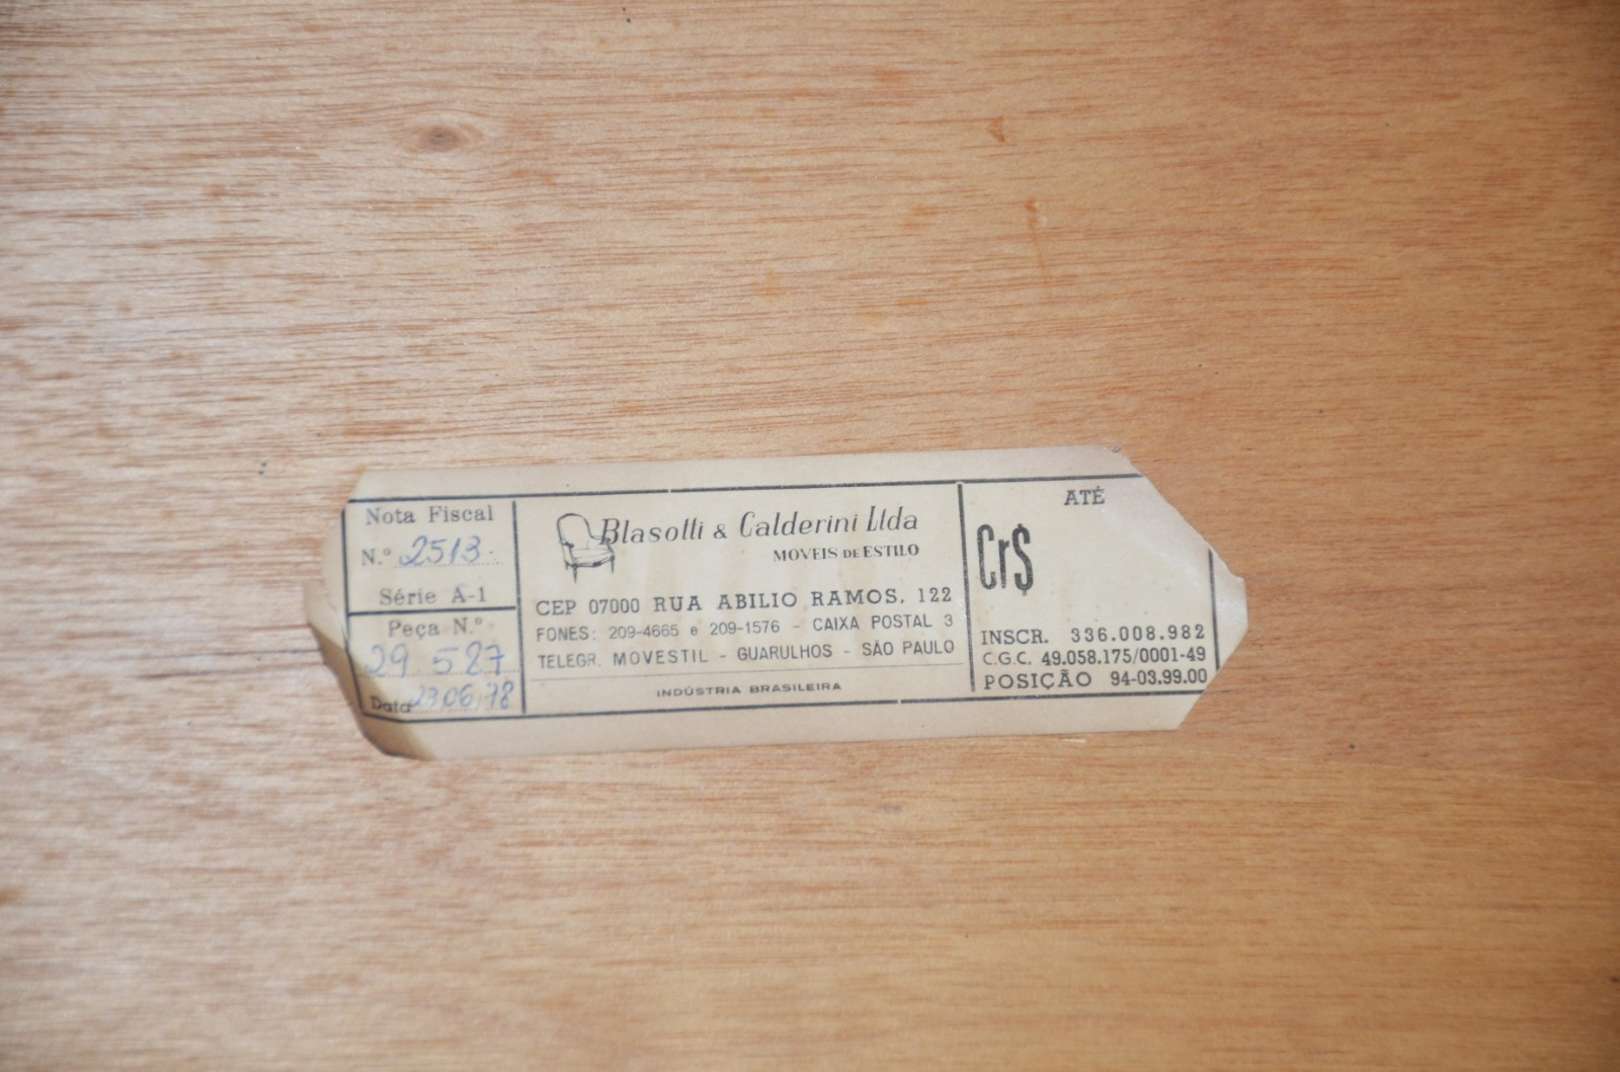 Nota Fiscal
N.º 2513
Série A-1
Peça N.º
29.527
Data 23,06,78
Blasotti & Calderini Ltda
MOVEIS DE ESTILO
CEP 07000 RUA ABILIO RAMOS, 122
FONES: 209-4665 e 209-1576 - CAIXA POSTAL 3
TELEGR. MOVESTIL - GUARULHOS - SÃO PAULO
INDÚSTRIA BRASILEIRA
ATÉ
Cr$
INSCR. 336.008.982
C.G.C. 49.058.175/0001-49
POSIÇÃO 94-03.99.00